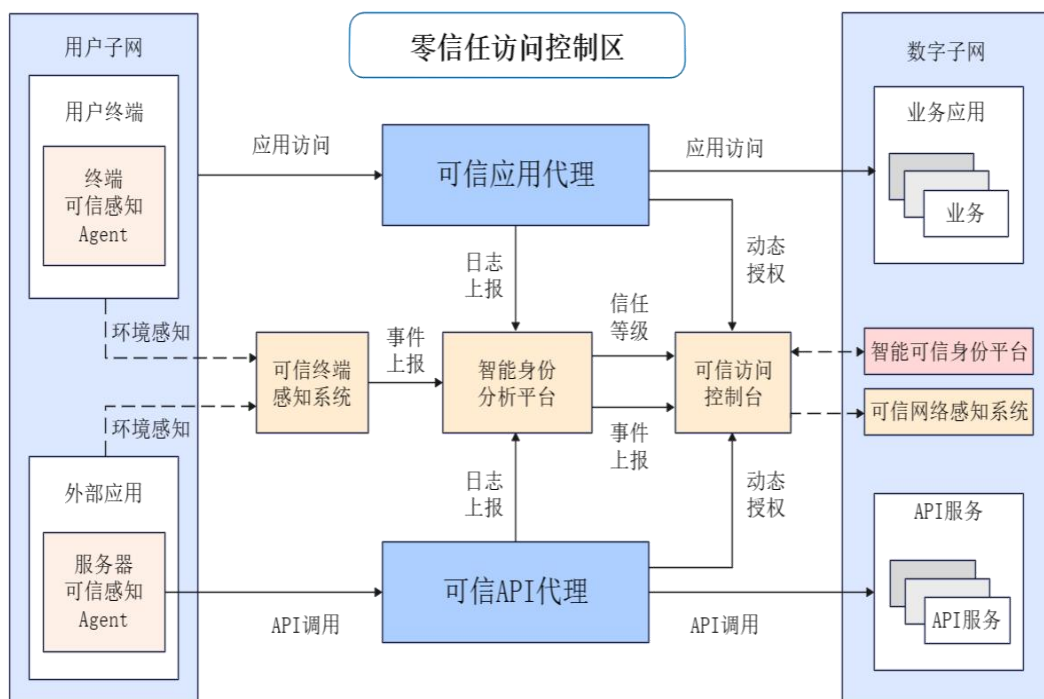 用户子网
零信任访问控制区
数字子网
用户终端
终端
可信感知
Agent
应用访问
可信应用代理
应用访问
业务应用
业务
日志
上报
动态
授权
环境感知
可信终端
感知系统
事件
上报
智能身份
分析平台
信任
等级
事件
上报
可信访问
控制台
智能可信身份平台
可信网络感知系统
环境感知
外部应用
服务器
可信感知
Agent
日志
上报
动态
授权
API调用
可信API代理
API调用
API服务
API服务